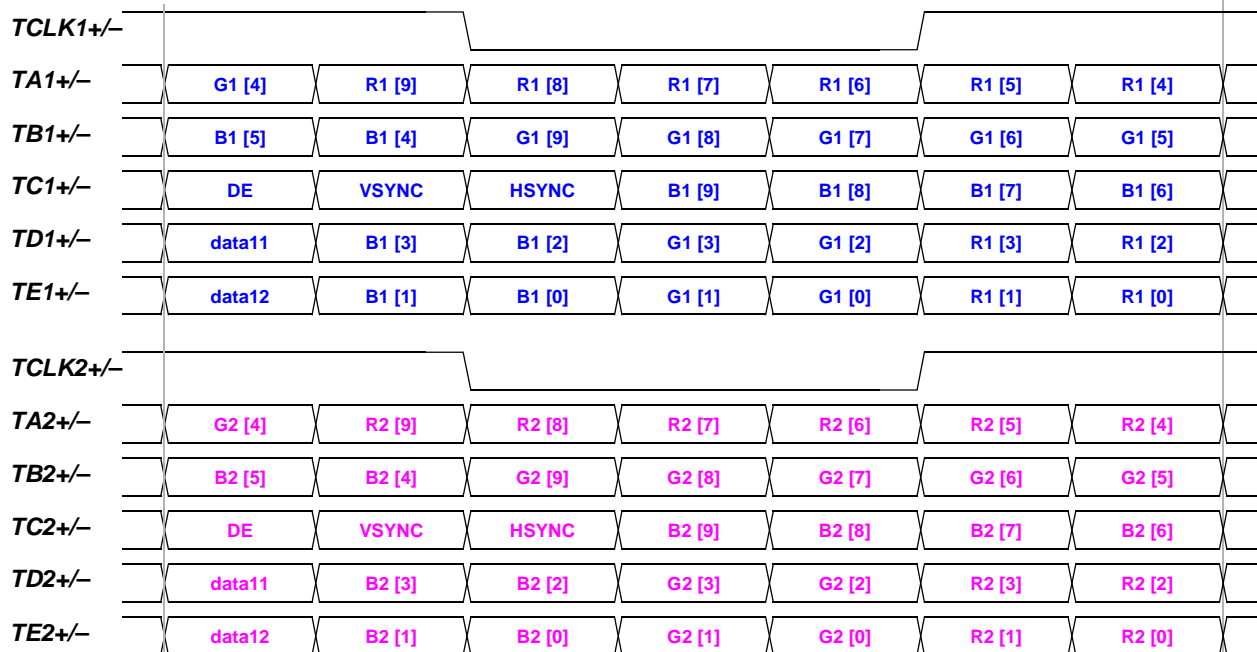 TCLK1+/–
TA1+/– G1 [4] R1 [9] R1 [8] R1 [7] R1 [6] R1 [5] R1 [4]
TB1+/– B1 [5] B1 [4] G1 [9] G1 [8] G1 [7] G1 [6] G1 [5]
TC1+/– DE VSYNC HSYNC B1 [9] B1 [8] B1 [7] B1 [6]
TD1+/– data11 B1 [3] B1 [2] G1 [3] G1 [2] R1 [3] R1 [2]
TE1+/– data12 B1 [1] B1 [0] G1 [1] G1 [0] R1 [1] R1 [0]
TCLK2+/–
TA2+/– G2 [4] R2 [9] R2 [8] R2 [7] R2 [6] R2 [5] R2 [4]
TB2+/– B2 [5] B2 [4] G2 [9] G2 [8] G2 [7] G2 [6] G2 [5]
TC2+/– DE VSYNC HSYNC B2 [9] B2 [8] B2 [7] B2 [6]
TD2+/– data11 B2 [3] B2 [2] G2 [3] G2 [2] R2 [3] R2 [2]
TE2+/– data12 B2 [1] B2 [0] G2 [1] G2 [0] R2 [1] R2 [0]